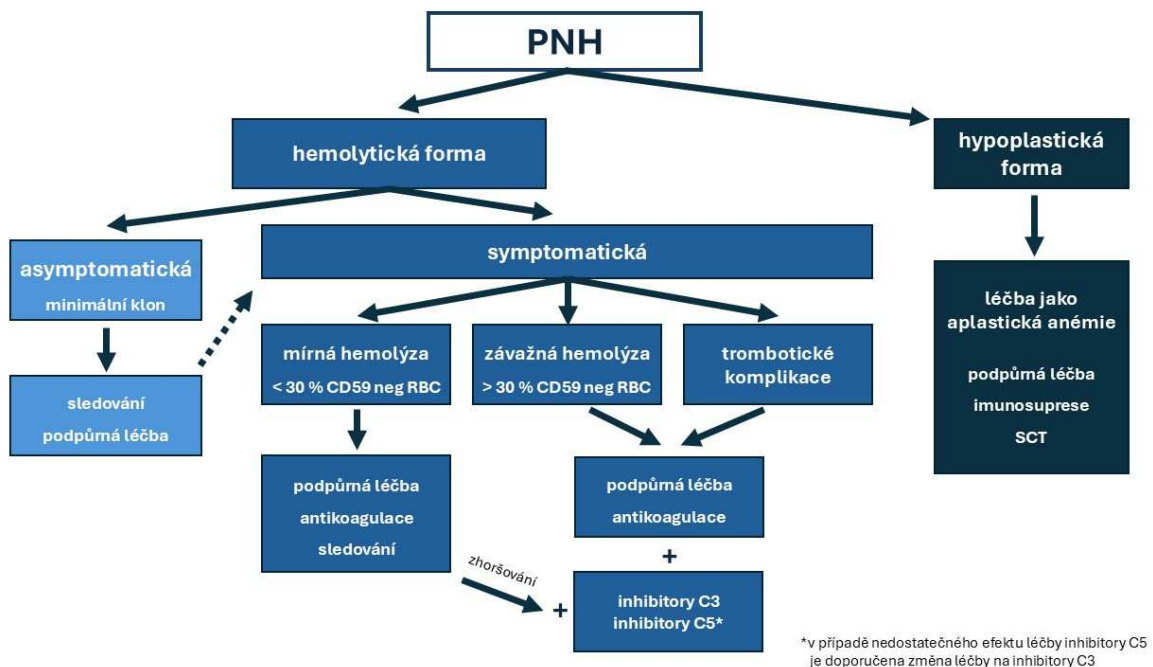 PNH
hemolytická forma
hypoplastická
forma
asymptomatická
minimální klon
symptomatická
léčba jako
aplastická anémie
podpůrná léčba
imunosuprese
SCT
mírná hemolýza
< 30 % CD59 neg RBC
závažná hemolýza
> 30 % CD59 neg RBC
trombotické
komplikace
sledování
podpůrná léčba
podpůrná léčba
antikoagulace
sledování
podpůrná léčba
antikoagulace
+
zhoršování
+
inhibitory C3
inhibitory C5*
*v případě nedostatečného efektu léčby inhibitory C5
je doporučena změna léčby na inhibitory C3